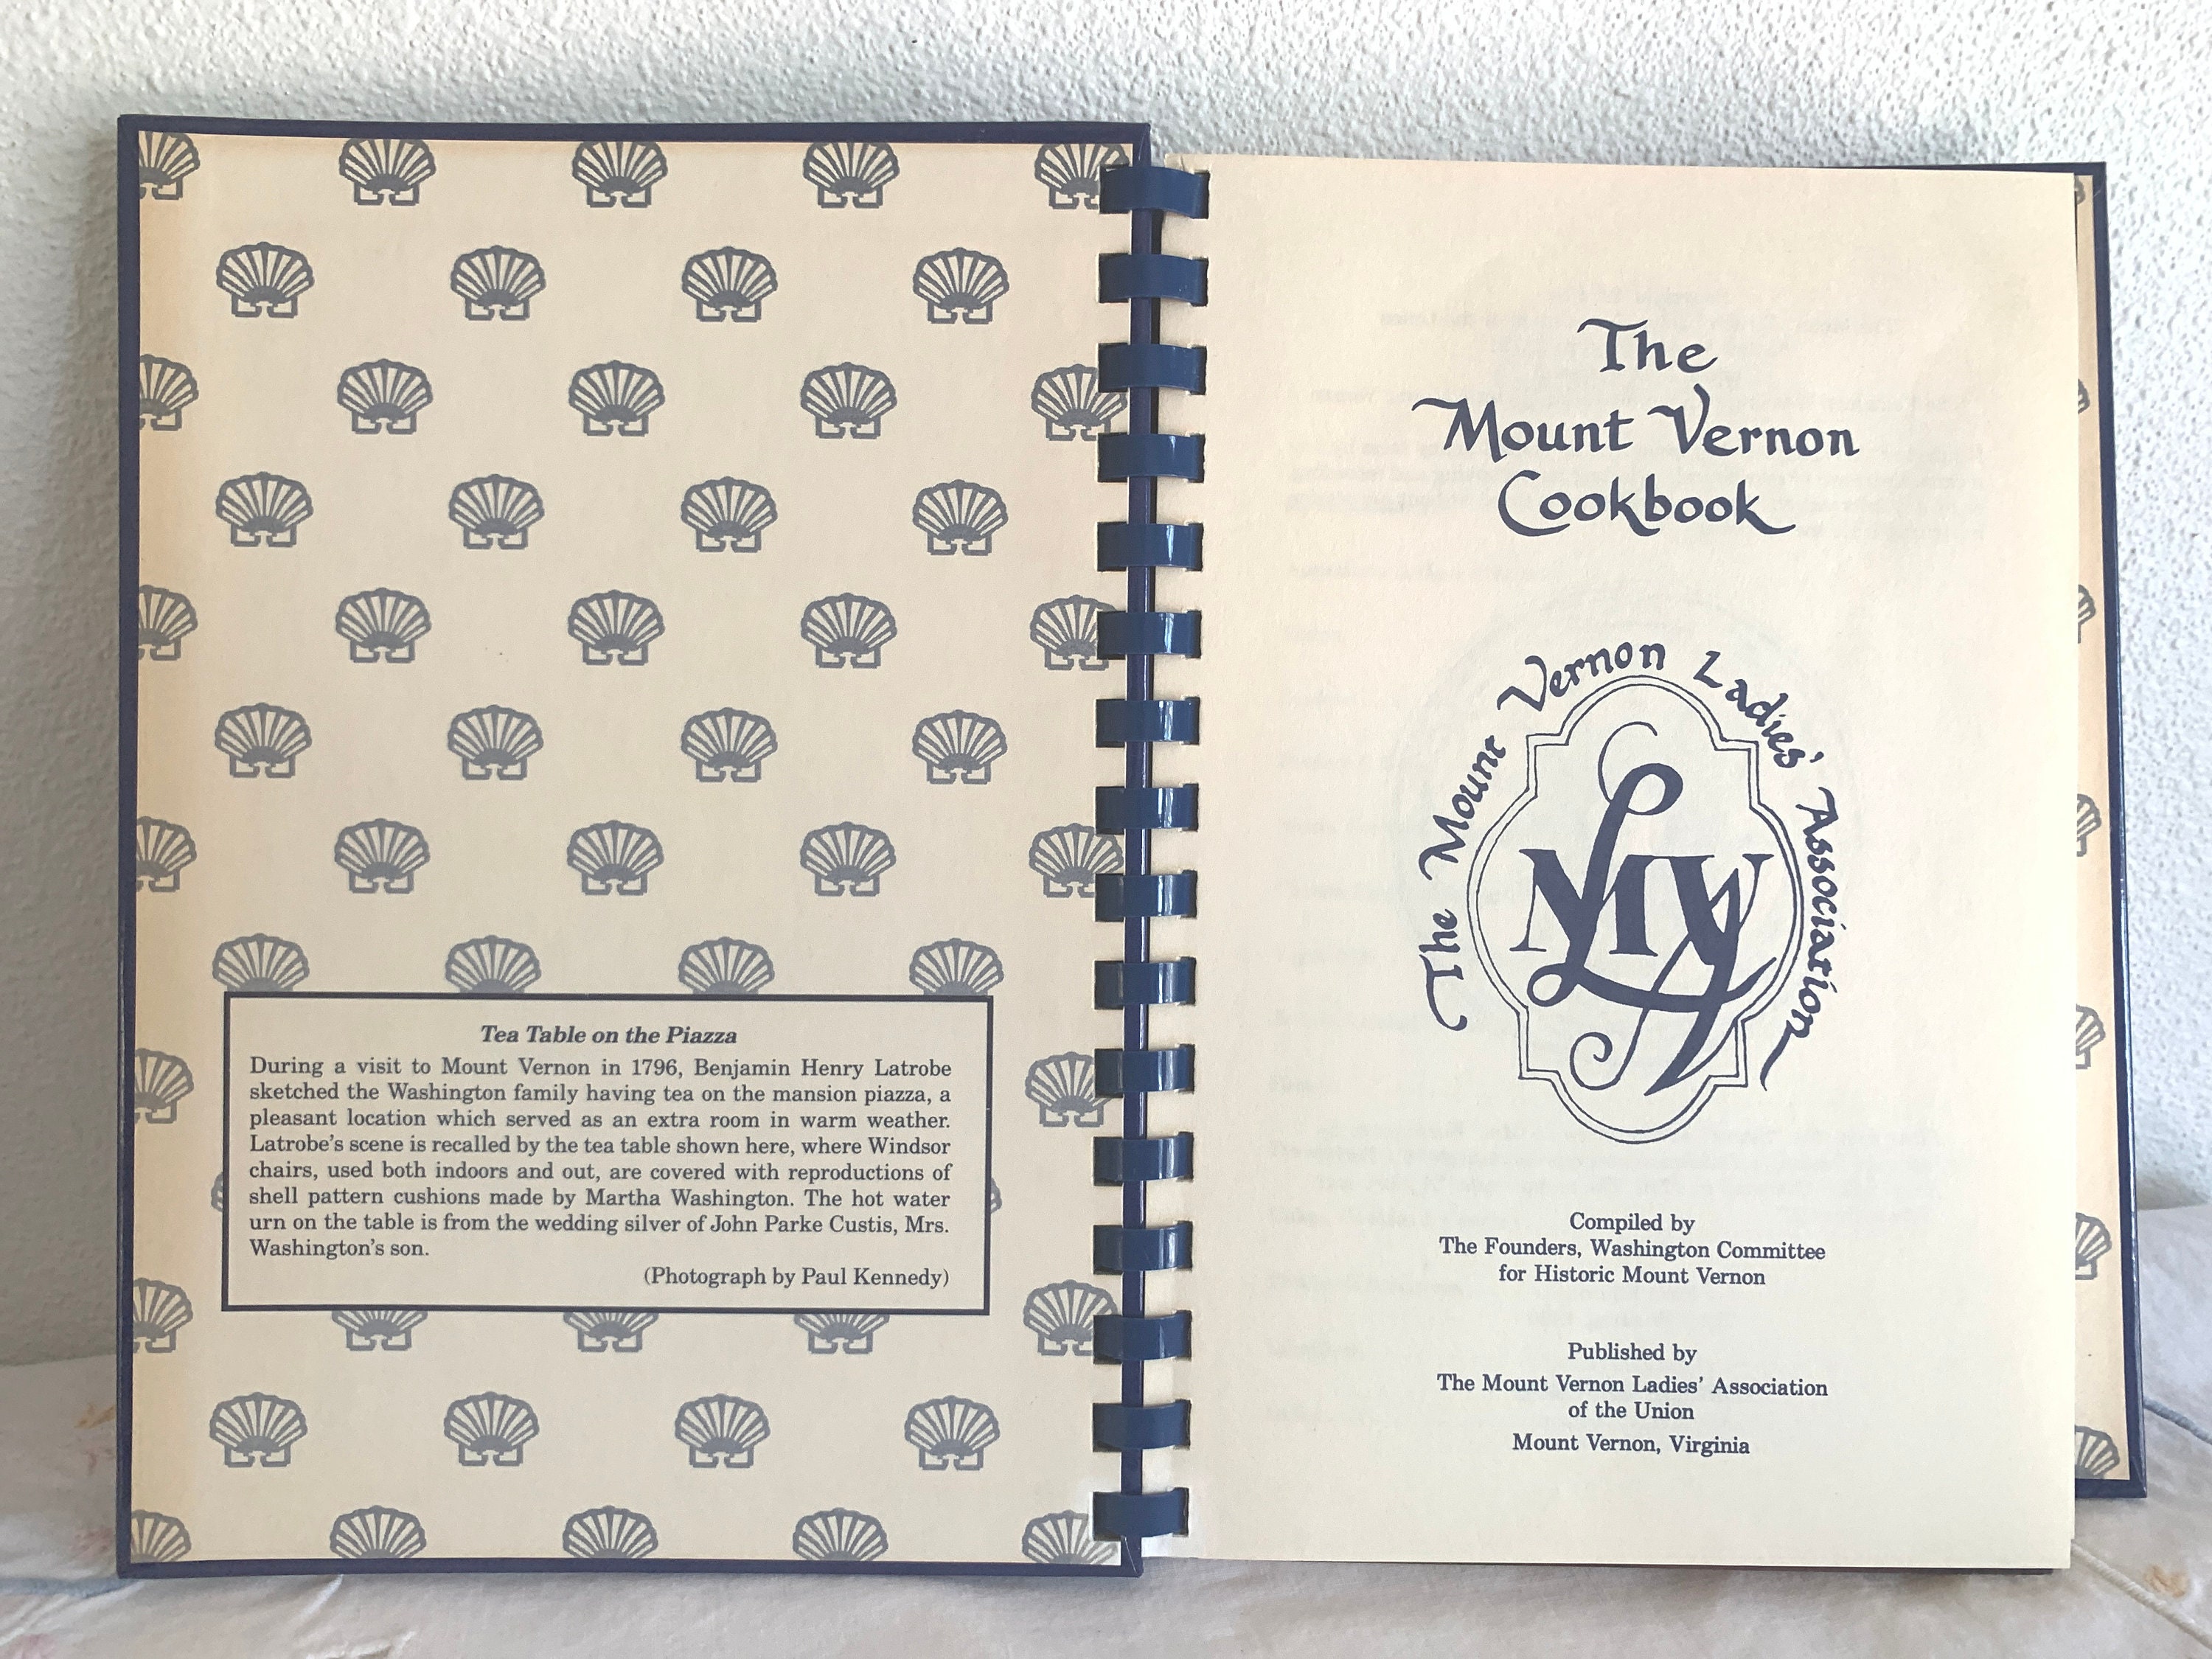 Tea Table on the Piazza
During a visit to Mount Vernon in 1796, Benjamin Henry Latrobe
sketched the Washington family having tea on the mansion piazza, a
pleasant location which served as an extra room in warm weather.
Latrobe's scene is recalled by the tea table shown here, where Windsor
chairs, used both indoors and out, are covered with reproductions of
shell pattern cushions made by Martha Washington. The hot water
urn on the table is from the wedding silver of John Parke Custis, Mrs.
Washington's son.
(Photograph by Paul Kennedy)
The
Mount Vernon
Cookbook
The Mount Vernon Ladies' Association
MVLA
Compiled by
The Founders, Washington Committee
for Historic Mount Vernon
Published by
The Mount Vernon Ladies' Association
of the Union
Mount Vernon, Virginia